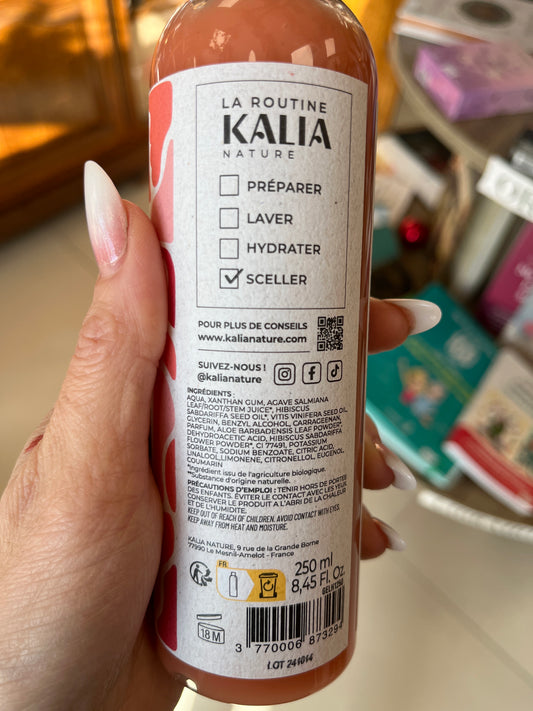 LA ROUTINE
KALIA
NATURE
PRÉPARER
LAVER
HYDRATER
SCELLER
POUR PLUS DE CONSEILS
www.kalianature.com
SUIVEZ-NOUS !
@kalianature
INGRÉDIENTS :
AQUA, XANTHAN GUM, AGAVE SALMIANA
LEAF/ROOT/STEM JUICE*, HIBISCUS
SABDARIFFA SEED OIL*, VITIS VINIFERA SEED OIL,
GLYCERIN, BENZYL ALCOHOL, CARRAGEENAN,
PARFUM, ALOE BARBADENSIS LEAF POWDER*,
DEHYDROACETIC ACID, HIBISCUS SABDARIFFA
FLOWER POWDER*, CI 77491, POTASSIUM
SORBATE, SODIUM BENZOATE, CITRIC ACID,
LINALOOL, LIMONENE, CITRONELLOL, EUGENOL,
COUMARIN
*Ingrédient issu de l'agriculture biologique.
*Substance d'origine naturelle.
PRÉCAUTIONS D'EMPLOI : TENIR HORS DE PORTÉE
DES ENFANTS. ÉVITER LE CONTACT AVEC LES YEUX.
CONSERVER LE PRODUIT A L'ABRI DE LA CHALEUR
ET DE L'HUMIDITÉ.
KEEP OUT OF REACH OF CHILDREN. AVOID CONTACT WITH EYES.
KEEP AWAY FROM HEAT AND MOISTURE.
KALIA NATURE, 9 rue de la Grande Borne
77990 Le Mesnil-Amelot - France
FR
250 ml
8,45 Fl. Oz.
18 M
3 770006 873294
LOT 241014